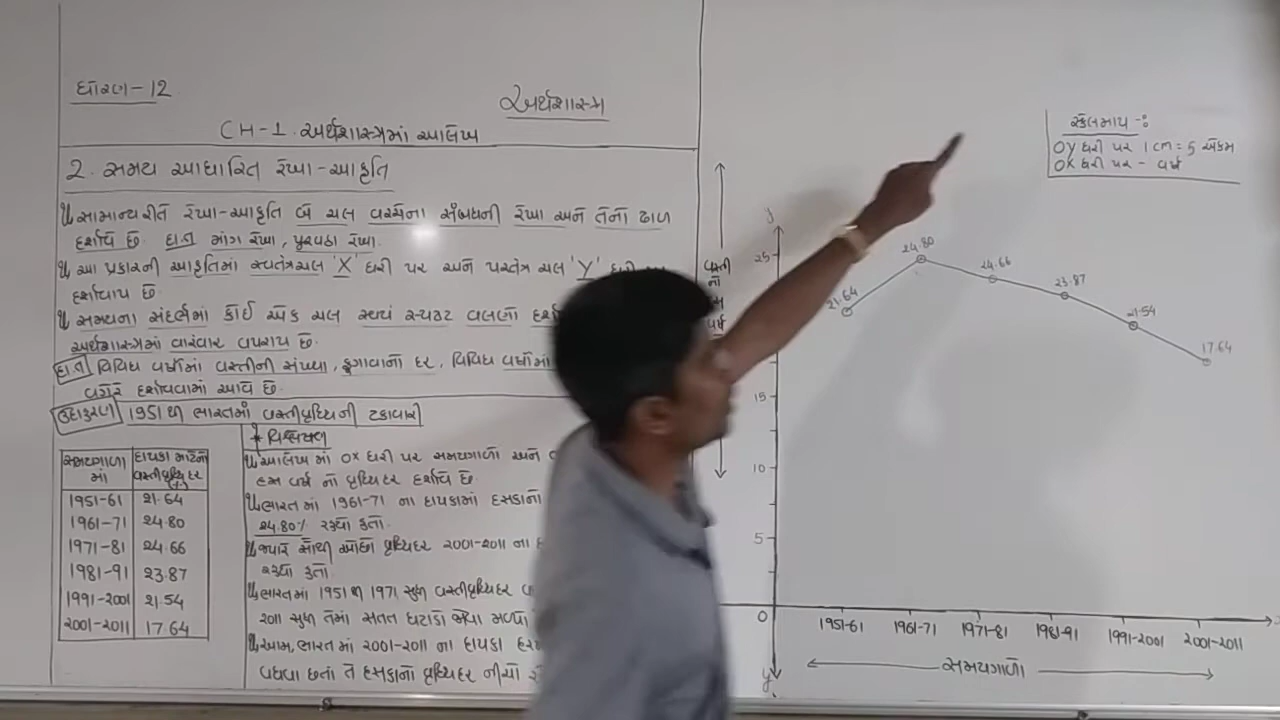 ધોરણ-12
અર્થશાસ્ત્ર
CH-1. અર્થશાસ્ત્રમાં આલેખ
2. સમય આધારિત રેખા-આકૃતિ
સામાન્ય રીતે રેખા-આકૃતિ બે ચલ વચ્ચેના સંબંધની રેખા અને તેનો ઢાળ
દર્શાવે છે. દા.ત માંગ રેખા, પુરવઠા રેખા.
આ પ્રકારની આકૃતિમાં સ્વતંત્રચલ 'X' ધરી પર અને પરતંત્ર ચલ 'Y'
દર્શાવાય છે.
સમયના સંદર્ભમાં કોઈ એક ચલ સ્વયં સ્પષ્ટ વલણો
અર્થશાસ્ત્રમાં વારંવાર વપરાય છે.
દા.ત વિવિધ વર્ષોમાં વસ્તીની સંખ્યા, ફુગાવાનો દર, વિવિધ વર્ષોમાં
વગેરે દર્શાવવામાં આવે છે.
ઉદાહરણ 1951 થી ભારતમાં વસ્તીવૃદ્ધિની ટકાવારી
સમયગાળામાં
દાયકા માટેનો વસ્તીવૃદ્ધિ દર
1951-61 21.64
1961-71 24.80
1971-81 24.66
1981-91 23.87
1991-2001 21.54
2001-2011 17.64
* વિશ્લેષણ
આલેખ માં OX ધરી પર સમયગાળો અને
દસ વર્ષ નો વૃદ્ધિદર દર્શાવે છે.
ભારત માં 1961-71 ના દાયકામાં દસકાનો
24.80% રહ્યો હતો.
જ્યારે સૌથી ઓછો વૃદ્ધિદર 2001-2011 ના
રહ્યો હતો.
ભારતમાં 1951 થી 1971 સુધી વસ્તીવૃદ્ધિદર
2011 સુધી તેમાં સતત ઘટાડો જોવા મળ્યો
આમ, ભારત માં 2001-2011 ના દાયકા
વધવા છતાં તે દસકાનો વૃદ્ધિદર નીચો
સ્કેલમાપ -:
OY ધરી પર 1 cm = 5 એકમ
OX ધરી પર - વર્ષ
y
વસ્તી
નો
વર્ષ
25
15
10
5
0
21.64
24.80
24.66
23.87
21.54
17.64
1951-61 1961-71 1971-81 1981-91 1991-2001 2001-2011
સમયગાળો
y'